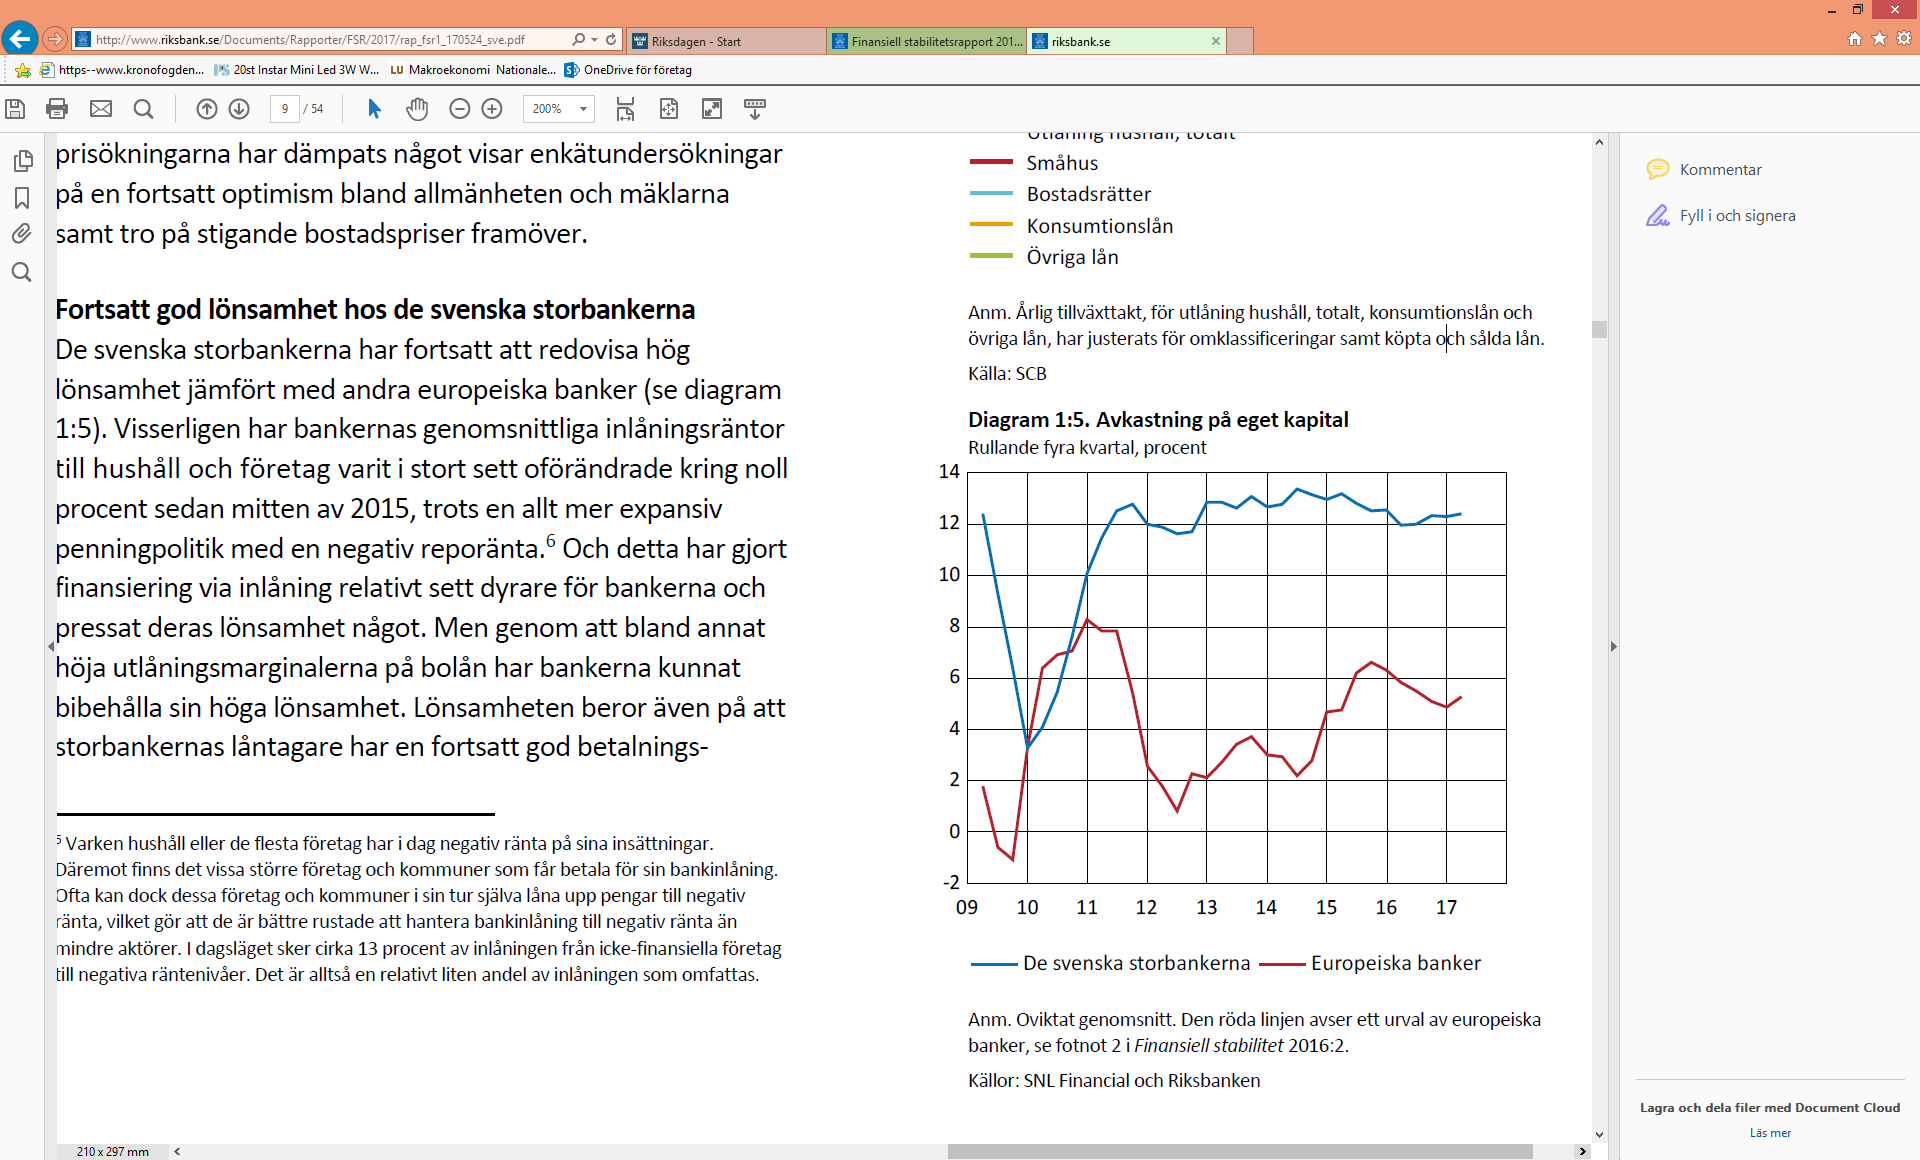 http://www.riksbank.se/Documents/Rapporter/FSR/2017/rap_fsr1_170524_sve.pdf
Riksdagen - Start
Finansiell stabilitetsrapport 201...
riksbank.se
https--www.kronofogden...
20st Instar Mini Led 3W W...
LU Makroekonomi Nationale...
OneDrive för företag
9 / 54
200%
prisökningarna har dämpats något visar enkätundersökningar
på en fortsatt optimism bland allmänheten och mäklarna
samt tro på stigande bostadspriser framöver.
Fortsatt god lönsamhet hos de svenska storbankerna
De svenska storbankerna har fortsatt att redovisa hög
lönsamhet jämfört med andra europeiska banker (se diagram
1:5). Visserligen har bankernas genomsnittliga inlåningsräntor
till hushåll och företag varit i stort sett oförändrade kring noll
procent sedan mitten av 2015, trots en allt mer expansiv
penningpolitik med en negativ reporänta.6 Och detta har gjort
finansiering via inlåning relativt sett dyrare för bankerna och
pressat deras lönsamhet något. Men genom att bland annat
höja utlåningsmarginalerna på bolån har bankerna kunnat
bibehålla sin höga lönsamhet. Lönsamheten beror även på att
storbankernas låntagare har en fortsatt god betalnings-
6 Varken hushåll eller de flesta företag har i dag negativ ränta på sina insättningar.
Däremot finns det vissa större företag och kommuner som får betala för sin bankinlåning.
Ofta kan dock dessa företag och kommuner i sin tur själva låna upp pengar till negativ
ränta, vilket gör att de är bättre rustade att hantera bankinlåning till negativ ränta än
mindre aktörer. I dagsläget sker cirka 13 procent av inlåningen från icke-finansiella företag
till negativa räntenivåer. Det är alltså en relativt liten andel av inlåningen som omfattas.
Utlåning hushåll, totalt
Småhus
Bostadsrätter
Konsumtionslån
Övriga lån
Anm. Årlig tillväxttakt, för utlåning hushåll, totalt, konsumtionslån och
övriga lån, har justerats för omklassificeringar samt köpta och sålda lån.
Källa: SCB
Diagram 1:5. Avkastning på eget kapital
Rullande fyra kvartal, procent
14
12
10
8
6
4
2
0
-2
09 10 11 12 13 14 15 16 17
De svenska storbankerna Europeiska banker
Anm. Oviktat genomsnitt. Den röda linjen avser ett urval av europeiska
banker, se fotnot 2 i Finansiell stabilitet 2016:2.
Källor: SNL Financial och Riksbanken
Kommentar
Fyll i och signera
Lagra och dela filer med Document Cloud
Läs mer
210 x 297 mm